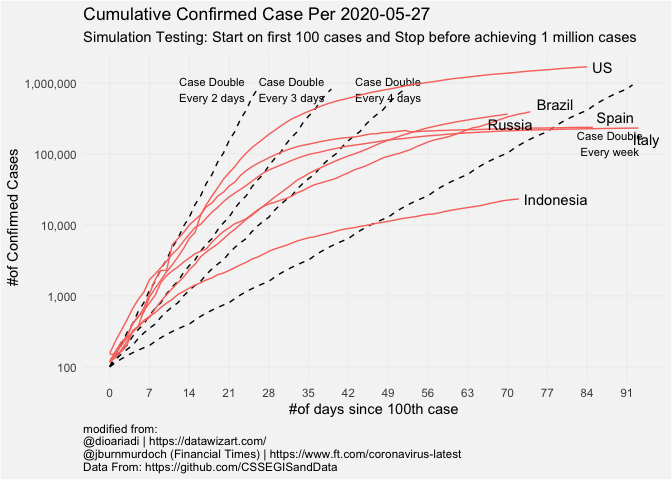 Cumulative Confirmed Case Per 2020-05-27
Simulation Testing: Start on first 100 cases and Stop before achieving 1 million cases
#of Confirmed Cases
1,000,000
100,000
10,000
1,000
100
Case Double
Every 2 days
Case Double
Every 3 days
Case Double
Every 4 days
US
Brazil
Spain
Russia
Case Double
Every week
Italy
Indonesia
0 7 14 21 28 35 42 49 56 63 70 77 84 91
#of days since 100th case
modified from:
@dioariadi | https://datawizart.com/
@jburnmurdoch (Financial Times) | https://www.ft.com/coronavirus-latest
Data From: https://github.com/CSSEGISandData